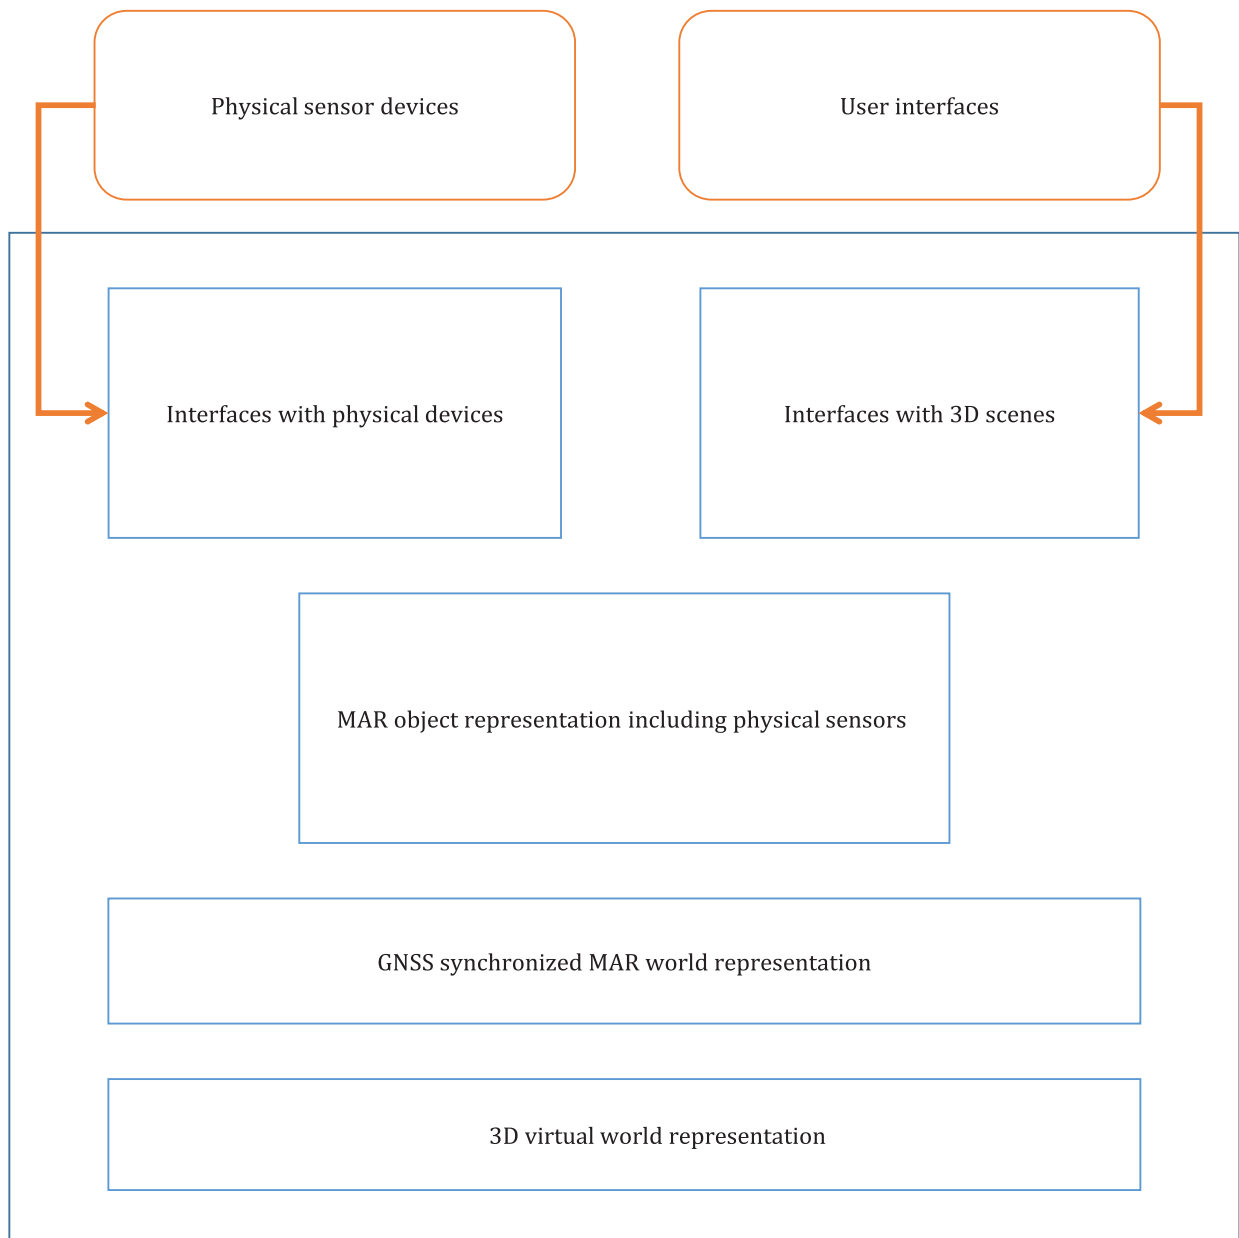 Physical sensor devices
User interfaces
Interfaces with physical devices
Interfaces with 3D scenes
MAR object representation including physical sensors
GNSS synchronized MAR world representation
3D virtual world representation